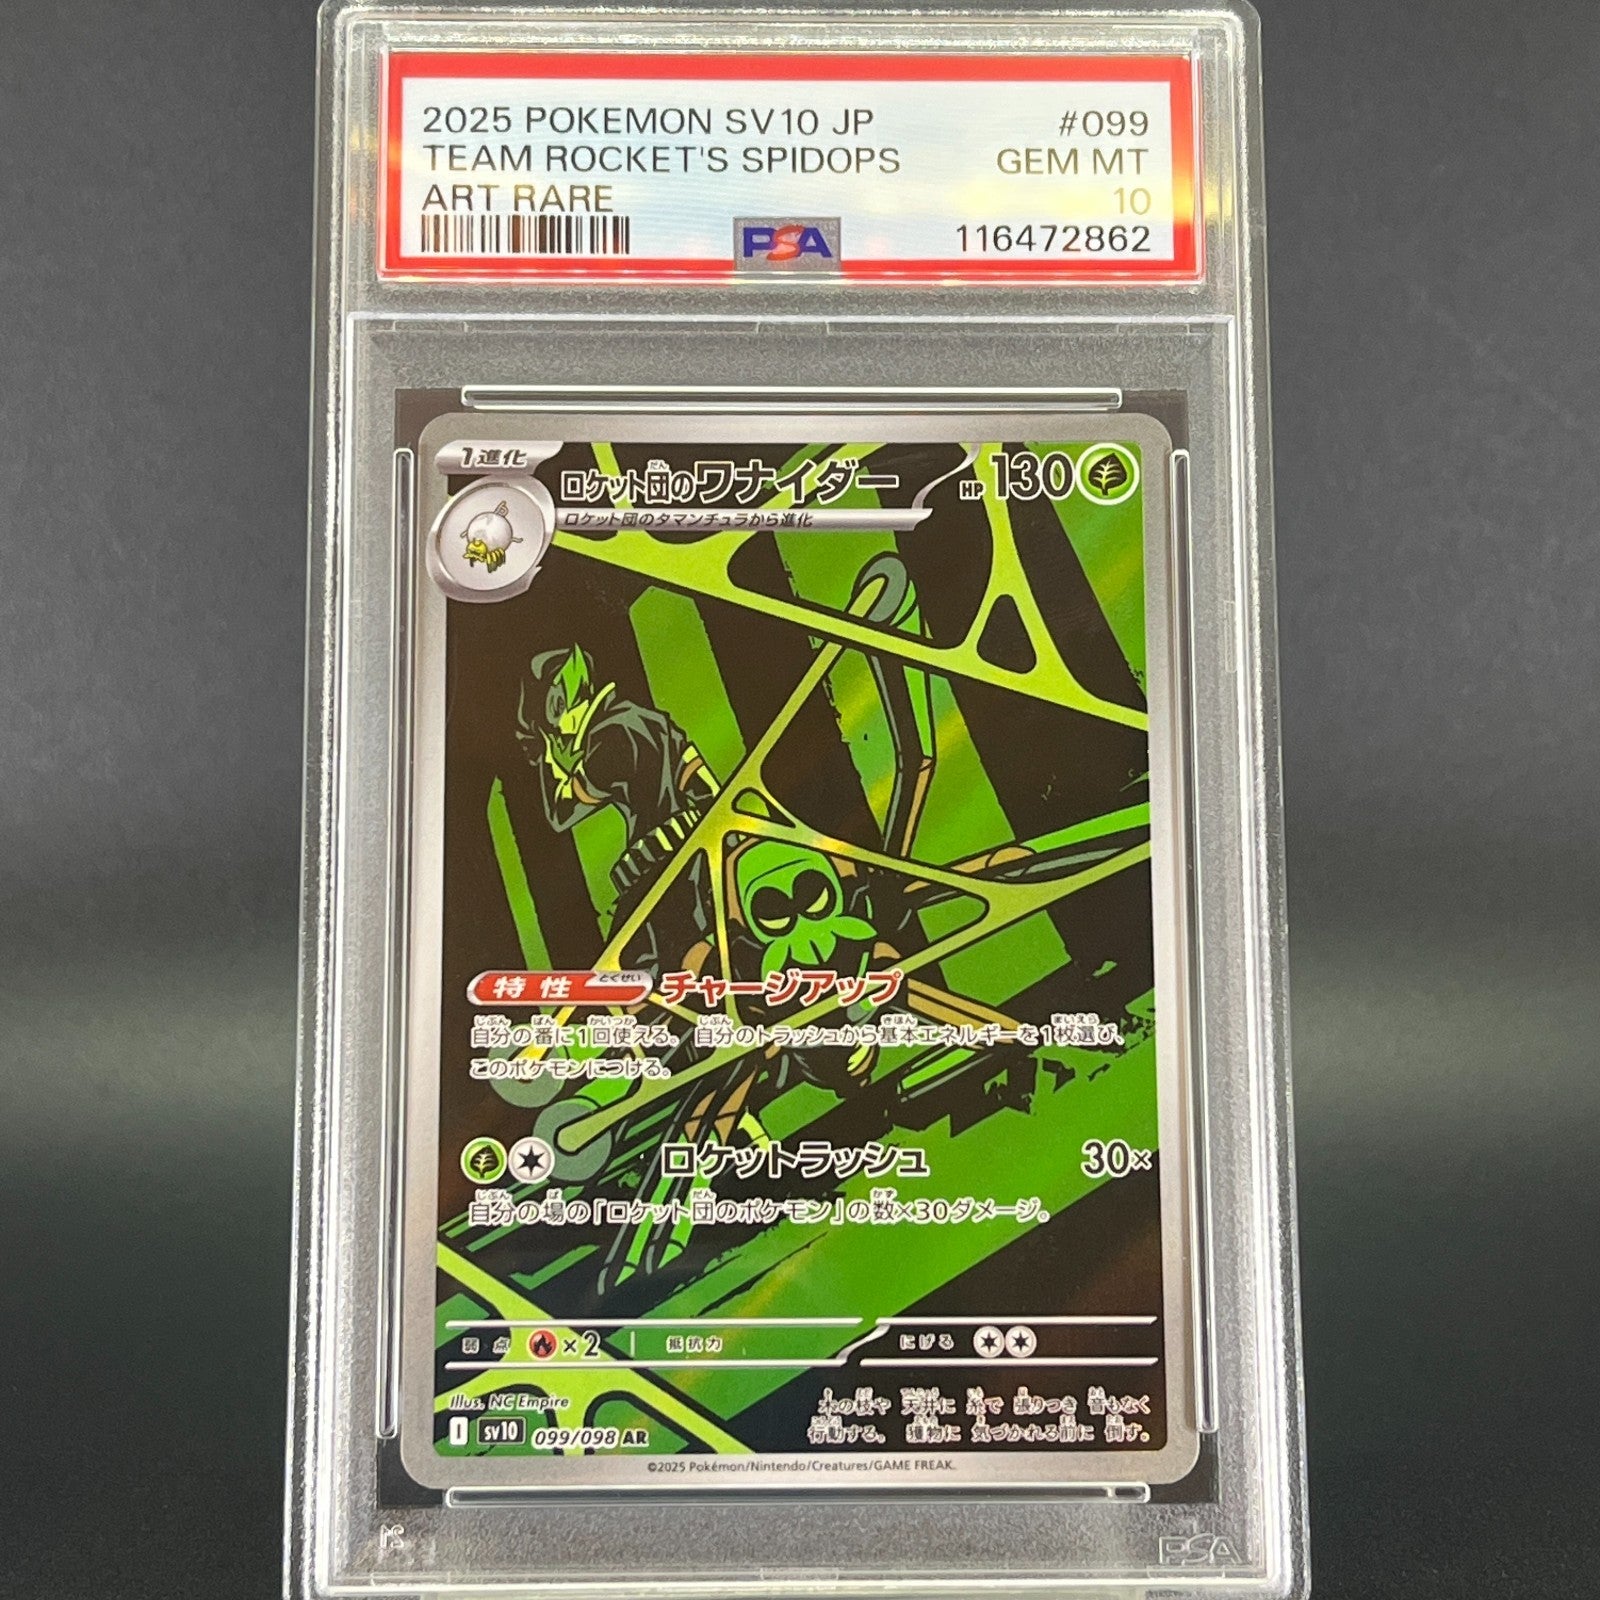 2025 POKEMON SV10 JP #099
TEAM ROCKET'S SPIDOPS GEM MT
ART RARE 10
PSA 116472862
1進化
ロケット団のワナイダー HP 130
ロケット団のタマンチュラから進化
特性 とくせい チャージアップ
自分の番に1回使える。自分のトラッシュから基本エネルギーを1枚選び、
このポケモンにつける。
ロケットラッシュ 30×
自分の場の「ロケット団のポケモン」の数×30ダメージ。
弱点 ×2 抵抗力 にげる
Illus. NC Empire
木の枝や 天井に 糸で 張りつき 音もなく
行動する。 獲物に 気づかれる前に 倒す。
I sv10 099/098 AR
©2025 Pokémon/Nintendo/Creatures/GAME FREAK.
PSA